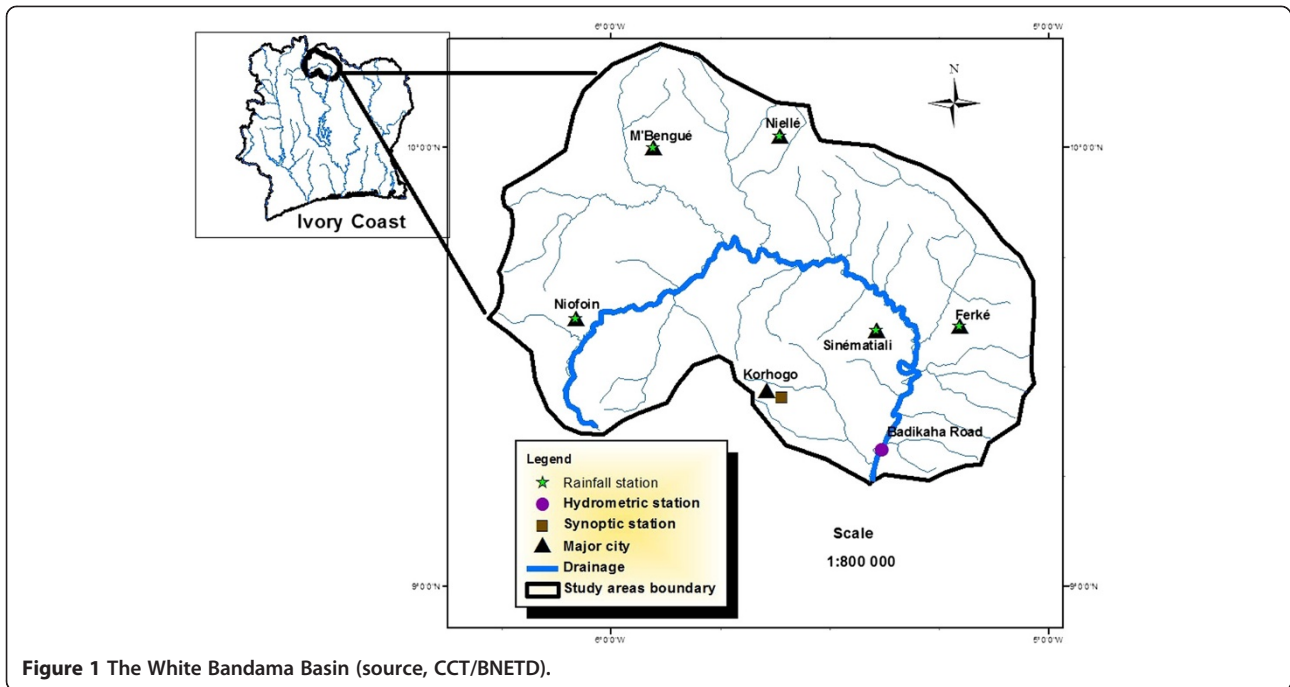 6°0'0"W
5°0'0"W
N
Niellé
M'Bengué
10°0'0"N
10°0'0"N
Ivory Coast
Niofoin
Ferké
Sinématiali
Korhogo
Badikaha Road
Legend
Rainfall station
Hydrometric station
Synoptic station
Major city
Drainage
Study areas boundary
Scale
1:800 000
9°0'0"N
9°0'0"N
6°0'0"W
5°0'0"W
Figure 1 The White Bandama Basin (source, CCT/BNETD).